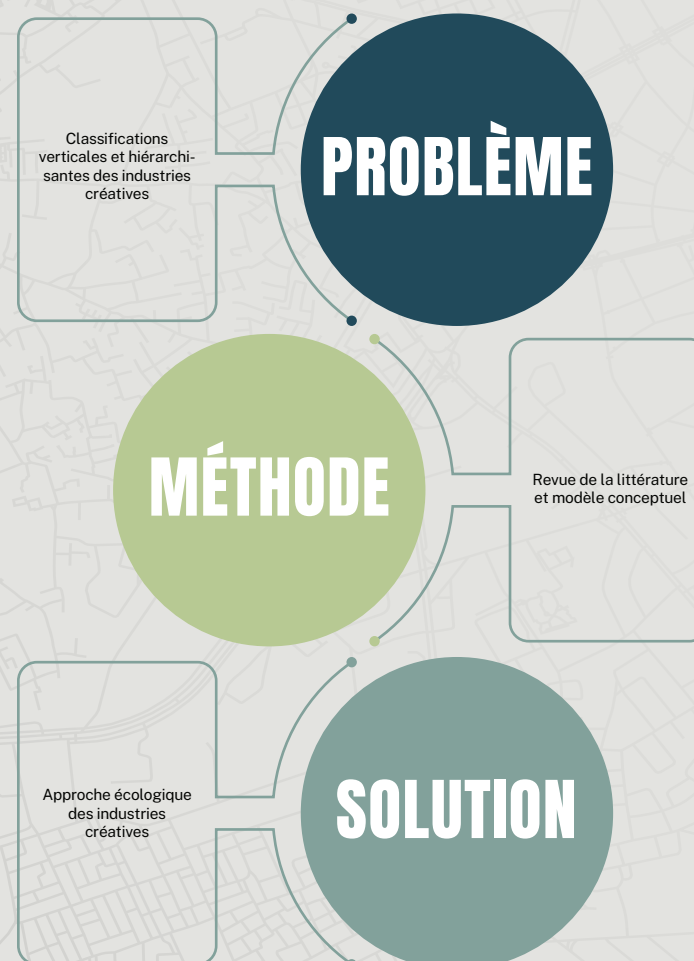 Classifications
verticales et hiérarchi-
santes des industries
créatives
PROBLÈME
MÉTHODE
Revue de la littérature
et modèle conceptuel
Approche écologique
des industries
créatives
SOLUTION